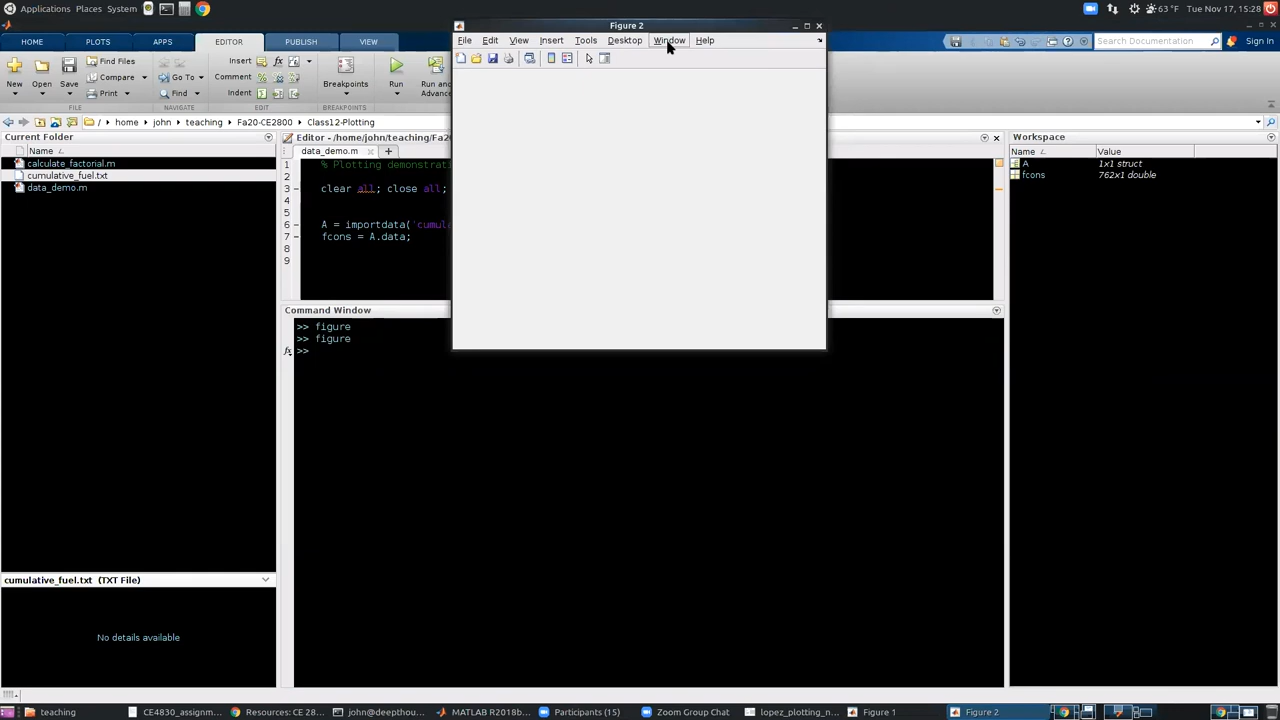 Applications Places System 63 °F Tue Nov 17, 15:28
Figure 2
HOME PLOTS APPS EDITOR PUBLISH VIEW
Search Documentation Sign In
File Edit View Insert Tools Desktop Window Help
New Open Save Find Files Compare Print
Go To Find
Insert Comment Indent
Breakpoints Run Run and Advance
FILE NAVIGATE EDIT BREAKPOINTS
/ home john teaching Fa20-CE2800 Class12-Plotting
Current Folder
Name
calculate_factorial.m
cumulative_fuel.txt
data_demo.m
Editor - /home/john/teaching/Fa2
data_demo.m
1 % Plotting demonstrati
2
3 clear all; close all;
4
5
6 A = importdata('cumul
7 fcons = A.data;
8
9
Command Window
>> figure
>> figure
fx >>
Workspace
Name Value
A 1x1 struct
fcons 762x1 double
cumulative_fuel.txt (TXT File)
No details available
teaching CE4830_assignm... Resources: CE 28... john@deepthou... MATLAB R2018b... Participants (15) Zoom Group Chat lopez_plotting_n... Figure 1 Figure 2